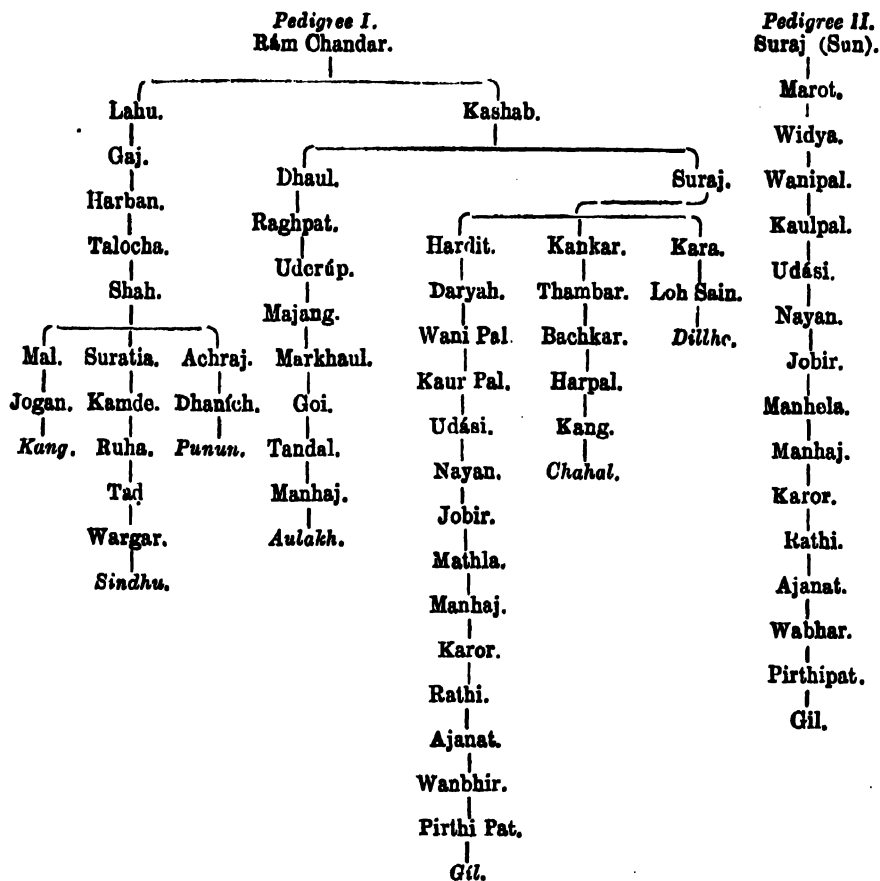 Pedigree I. Pedigree II.
Rám Chandar. Suraj (Sun).
Marot.
Lahu. Kashab.
Widya.
Gaj.
Dhaul. Suraj. Wanipal.
Harban.
Raghpat. Kaulpal.
Talocha. Hardit. Kankar. Kara.
Uderúp. Udási.
Shah. Daryah. Thambar. Loh Sain.
Majang. Nayan.
Wani Pal. Bachkar. Dillho.
Mal. Suratia. Achraj. Markhaul. Jobir.
Kaur Pal. Harpal.
Jogan. Kamde. Dhaních. Goi. Manhela.
Udási. Kang.
Kang. Ruha. Punun. Tandal. Manhaj.
Nayan. Chahal.
Tad Manhaj. Karor.
Jobir.
Wargar. Aulakh. Rathi.
Mathla.
Sindhu. Ajanat.
Manhaj.
Wabhar.
Karor.
Pirthipat.
Rathi.
Gil.
Ajanat.
Wanbhir.
Pirthi Pat.
Gil.